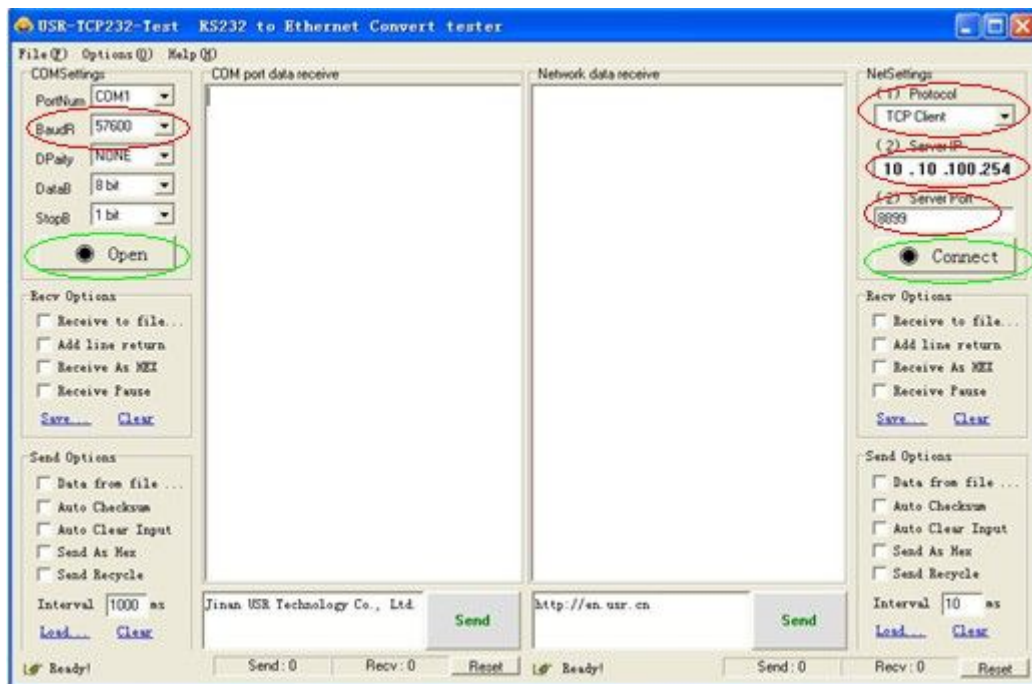 USR-TCP232-Test RS232 to Ethernet Convert tester
File(F) Options(O) Help(H)
COMSettings
PortNum COM1
BaudR 57600
DPaity NONE
DataB 8 bit
StopB 1 bit
Open
Recv Options
Receive to file...
Add line return
Receive As HEX
Receive Pause
Save... Clear
Send Options
Data from file ...
Auto Checksum
Auto Clear Input
Send As Hex
Send Recycle
Interval 1000 ms
Load... Clear
COM port data receive
Jinan USR Technology Co., Ltd
Send
Network data receive
http://en.usr.cn
Send
NetSettings
(1) Protocol
TCP Client
(2) Server IP
10 .10 .100.254
(2) Server Port
8899
Connect
Recv Options
Receive to file...
Add line return
Receive As HEX
Receive Pause
Save... Clear
Send Options
Data from file ...
Auto Checksum
Auto Clear Input
Send As Hex
Send Recycle
Interval 10 ms
Load... Clear
Ready! Send : 0 Recv : 0 Reset
Ready! Send : 0 Recv : 0 Reset